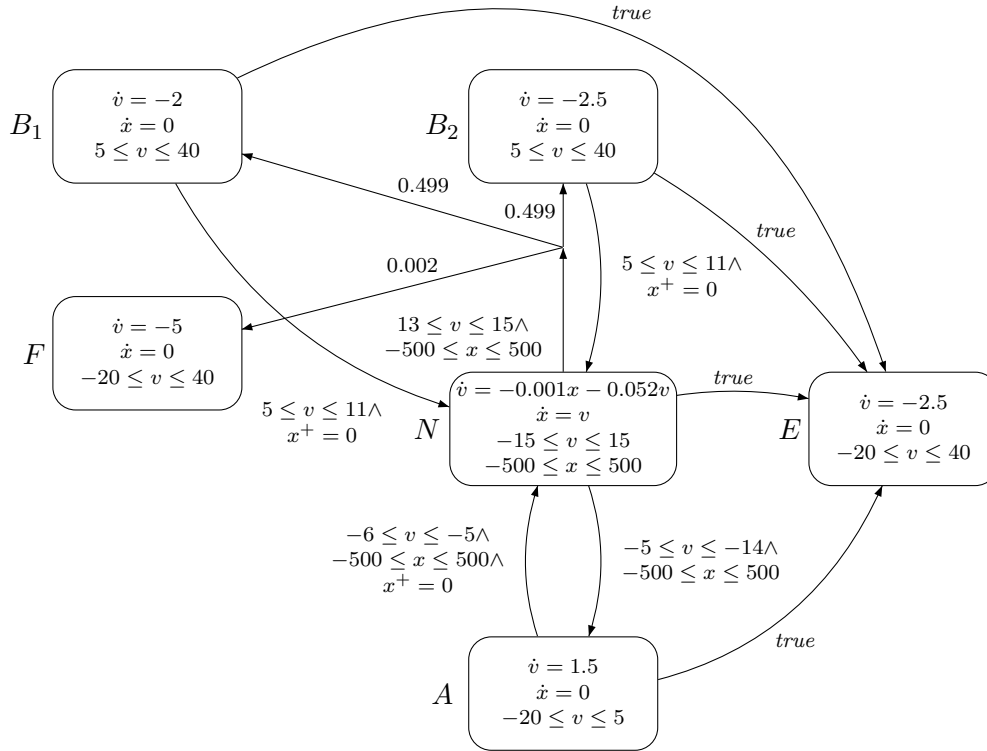 true
B₁
v̇ = −2
ẋ = 0
5 ≤ v ≤ 40
B₂
v̇ = −2.5
ẋ = 0
5 ≤ v ≤ 40
0.499
0.499
true
0.002
5 ≤ v ≤ 11∧
x⁺ = 0
F
v̇ = −5
ẋ = 0
−20 ≤ v ≤ 40
13 ≤ v ≤ 15∧
−500 ≤ x ≤ 500
5 ≤ v ≤ 11∧
x⁺ = 0
N
v̇ = −0.001x − 0.052v
ẋ = v
−15 ≤ v ≤ 15
−500 ≤ x ≤ 500
true
E
v̇ = −2.5
ẋ = 0
−20 ≤ v ≤ 40
−6 ≤ v ≤ −5∧
−500 ≤ x ≤ 500∧
x⁺ = 0
−5 ≤ v ≤ −14∧
−500 ≤ x ≤ 500
true
A
v̇ = 1.5
ẋ = 0
−20 ≤ v ≤ 5